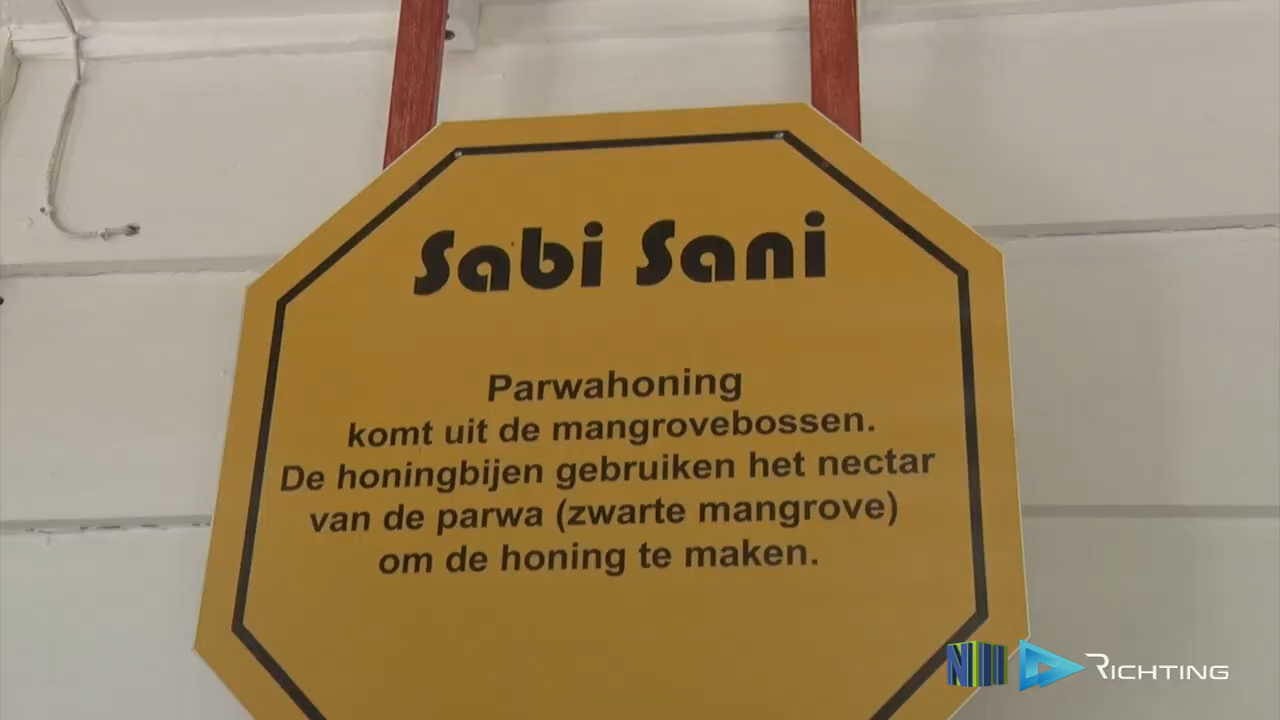 Sabi Sani
Parwahoning
komt uit de mangrovebossen.
De honingbijen gebruiken het nectar
van de parwa (zwarte mangrove)
om de honing te maken.
NII RICHTING